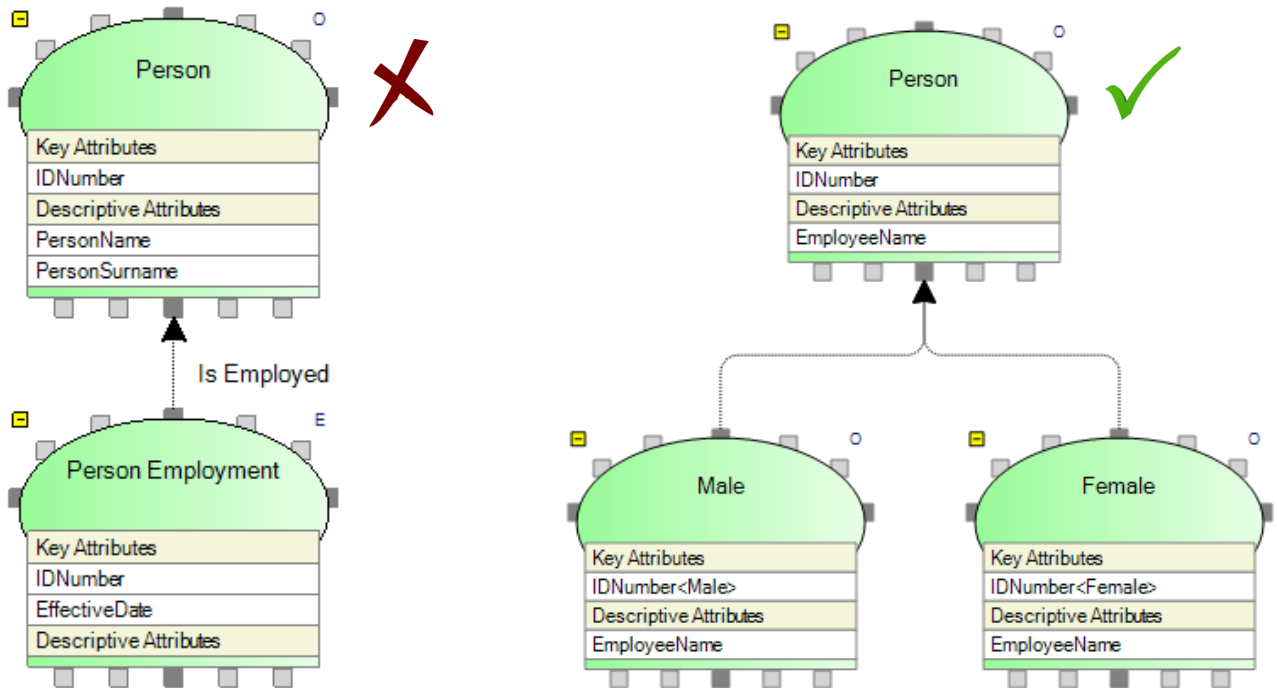 Person
O
Key Attributes
IDNumber
Descriptive Attributes
PersonName
PersonSurname
Is Employed
E
Person Employment
Key Attributes
IDNumber
EffectiveDate
Descriptive Attributes
O
Person
Key Attributes
IDNumber
Descriptive Attributes
EmployeeName
O
Male
Key Attributes
IDNumber<Male>
Descriptive Attributes
EmployeeName
O
Female
Key Attributes
IDNumber<Female>
Descriptive Attributes
EmployeeName